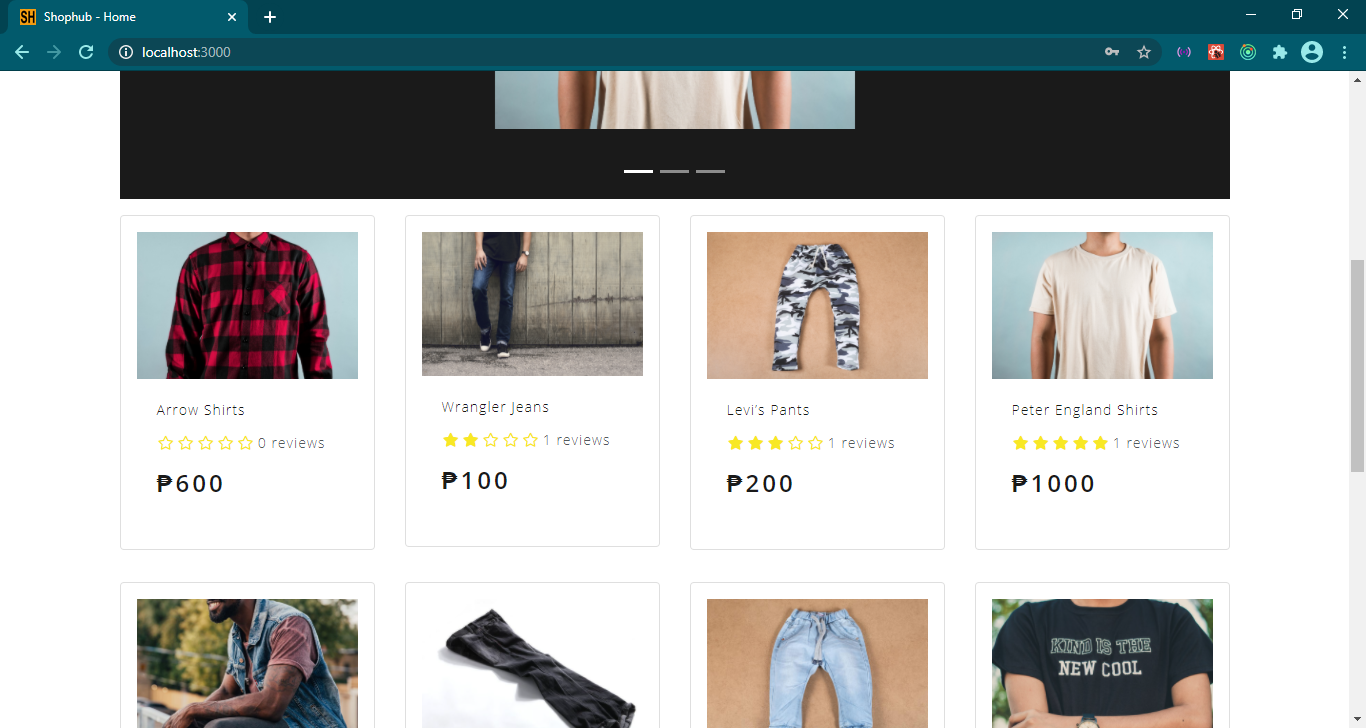 SH Shophub - Home
localhost:3000
Arrow Shirts
0 reviews
₱600
Wrangler Jeans
1 reviews
₱100
Levi's Pants
1 reviews
₱200
Peter England Shirts
1 reviews
₱1000
KIND IS THE
NEW COOL